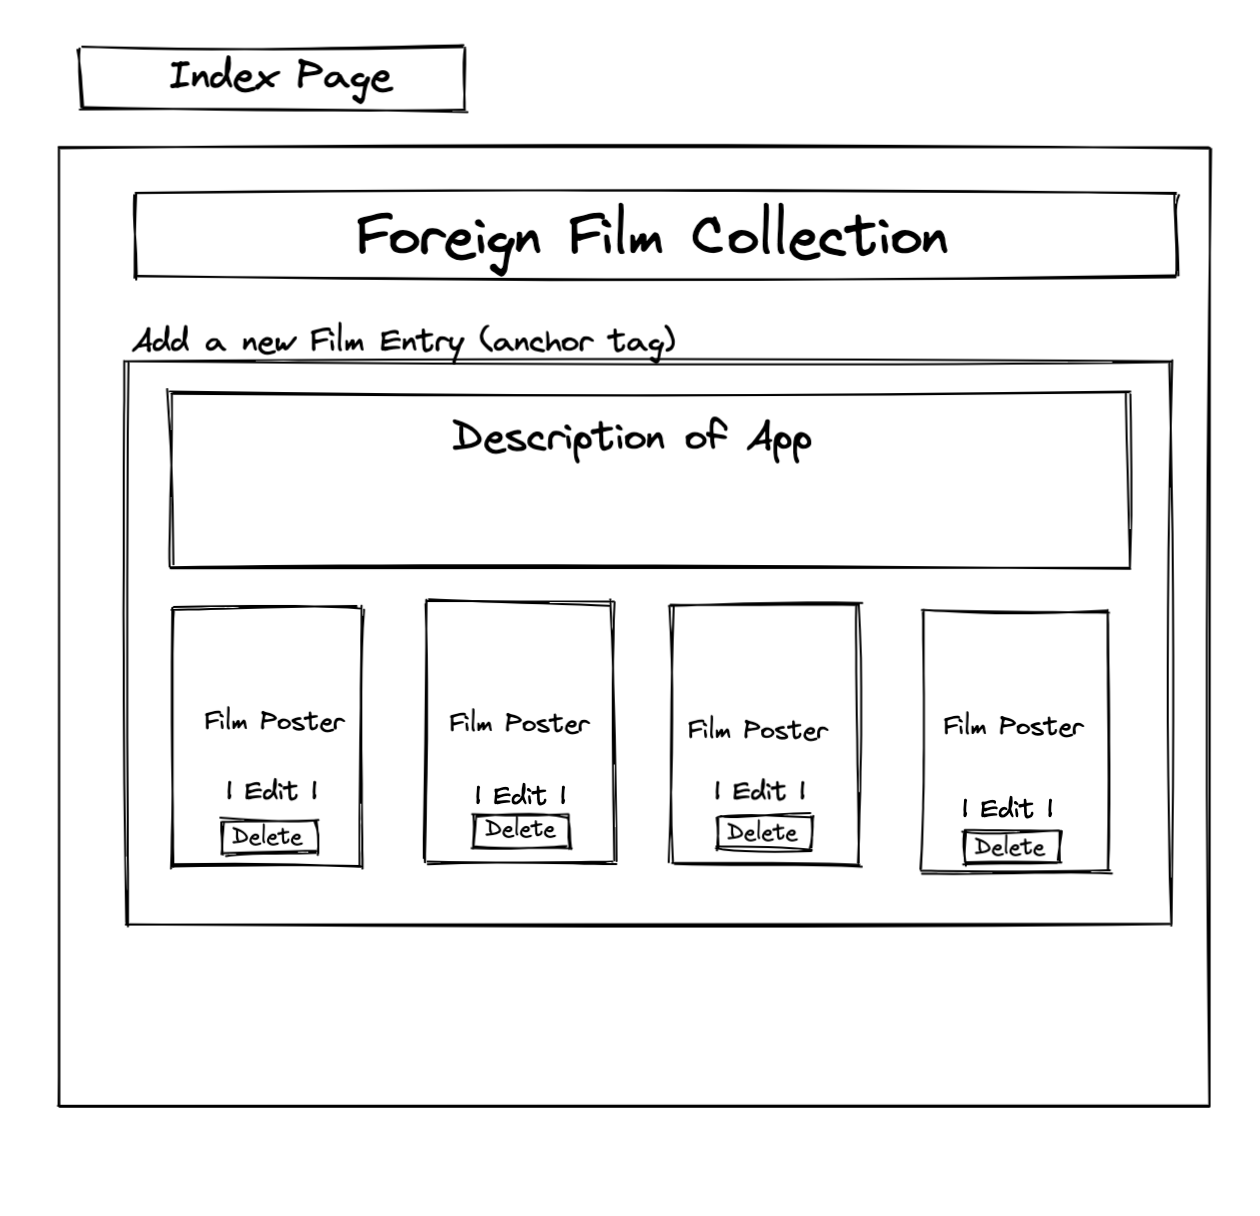 Index Page
Foreign Film Collection
Add a new Film Entry (anchor tag)
Description of App
Film Poster
| Edit |
Delete
Film Poster
| Edit |
Delete
Film Poster
| Edit |
Delete
Film Poster
| Edit |
Delete